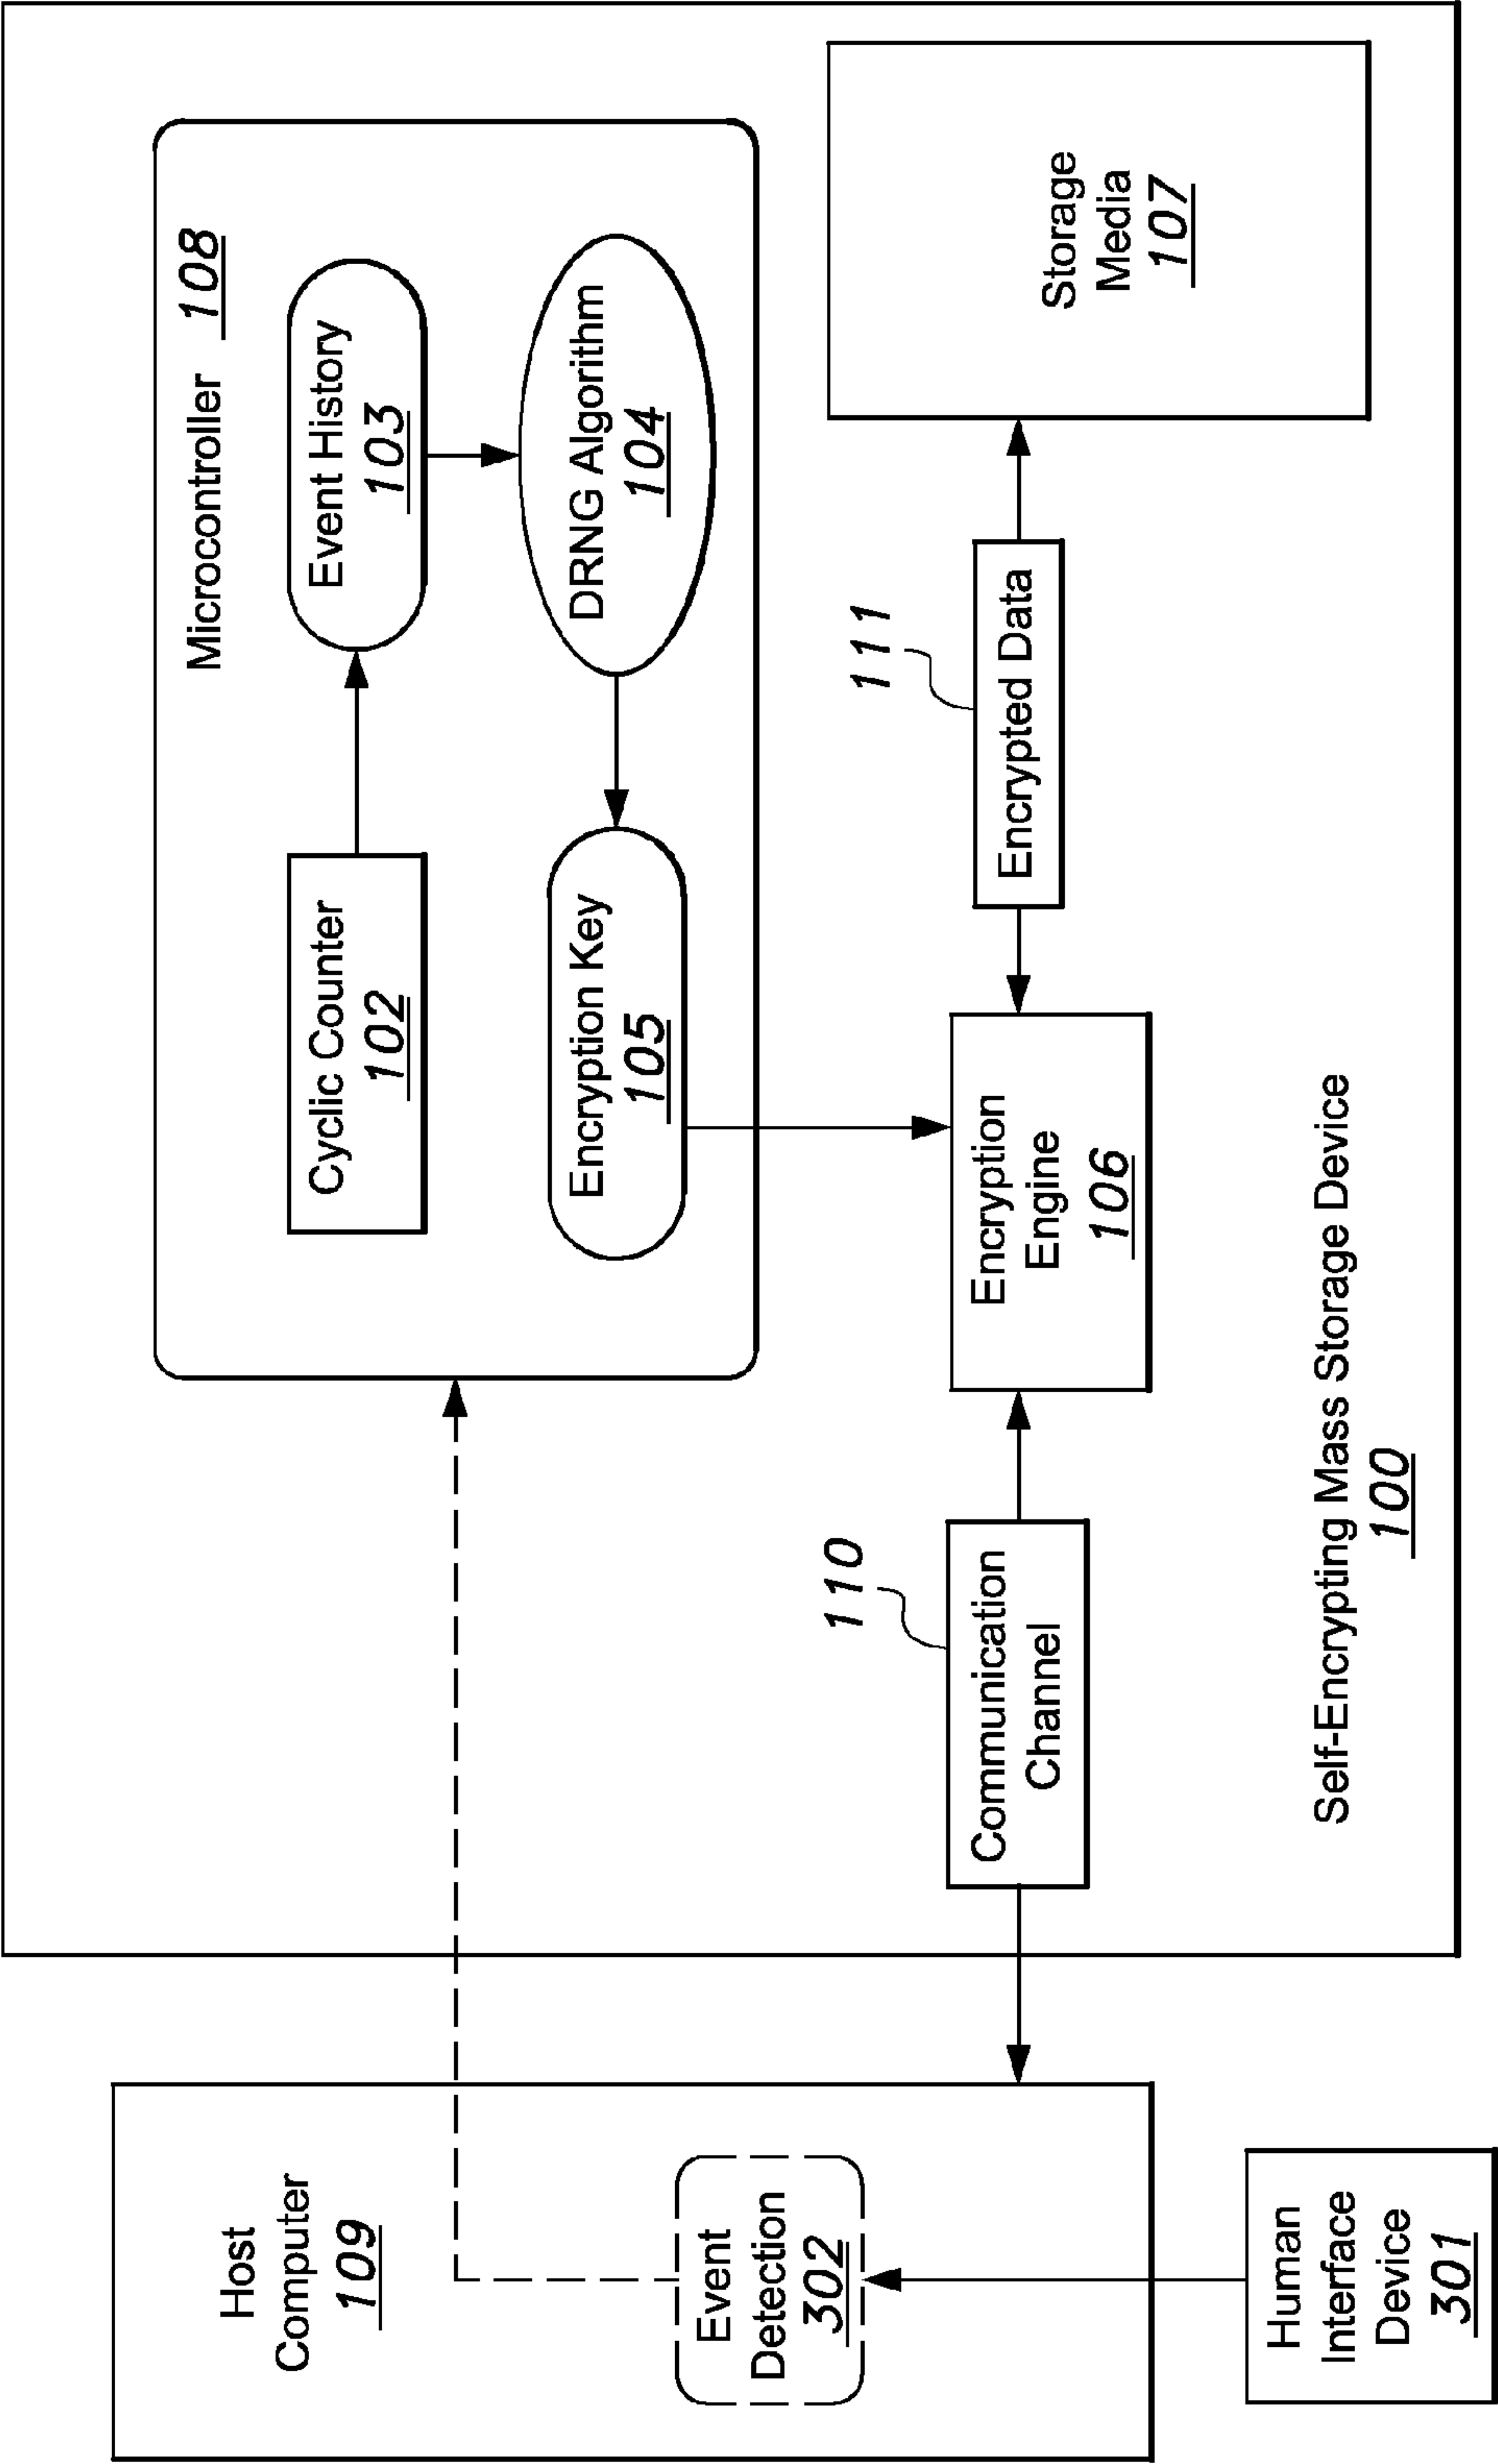 Host
Computer
109
Event
Detection
302
Human
Interface
Device
301
Microcontroller 108
Cyclic Counter
102
Event History
103
Encryption Key
105
DRNG Algorithm
104
110
Communication
Channel
Encryption
Engine
106
111
Encrypted Data
Storage
Media
107
Self-Encrypting Mass Storage Device
100